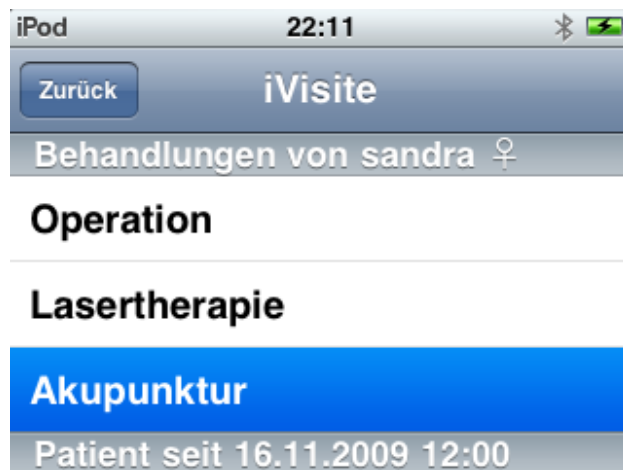 iPod 22:11
Zurück iVisite
Behandlungen von sandra ♀
Operation
Lasertherapie
Akupunktur
Patient seit 16.11.2009 12:00